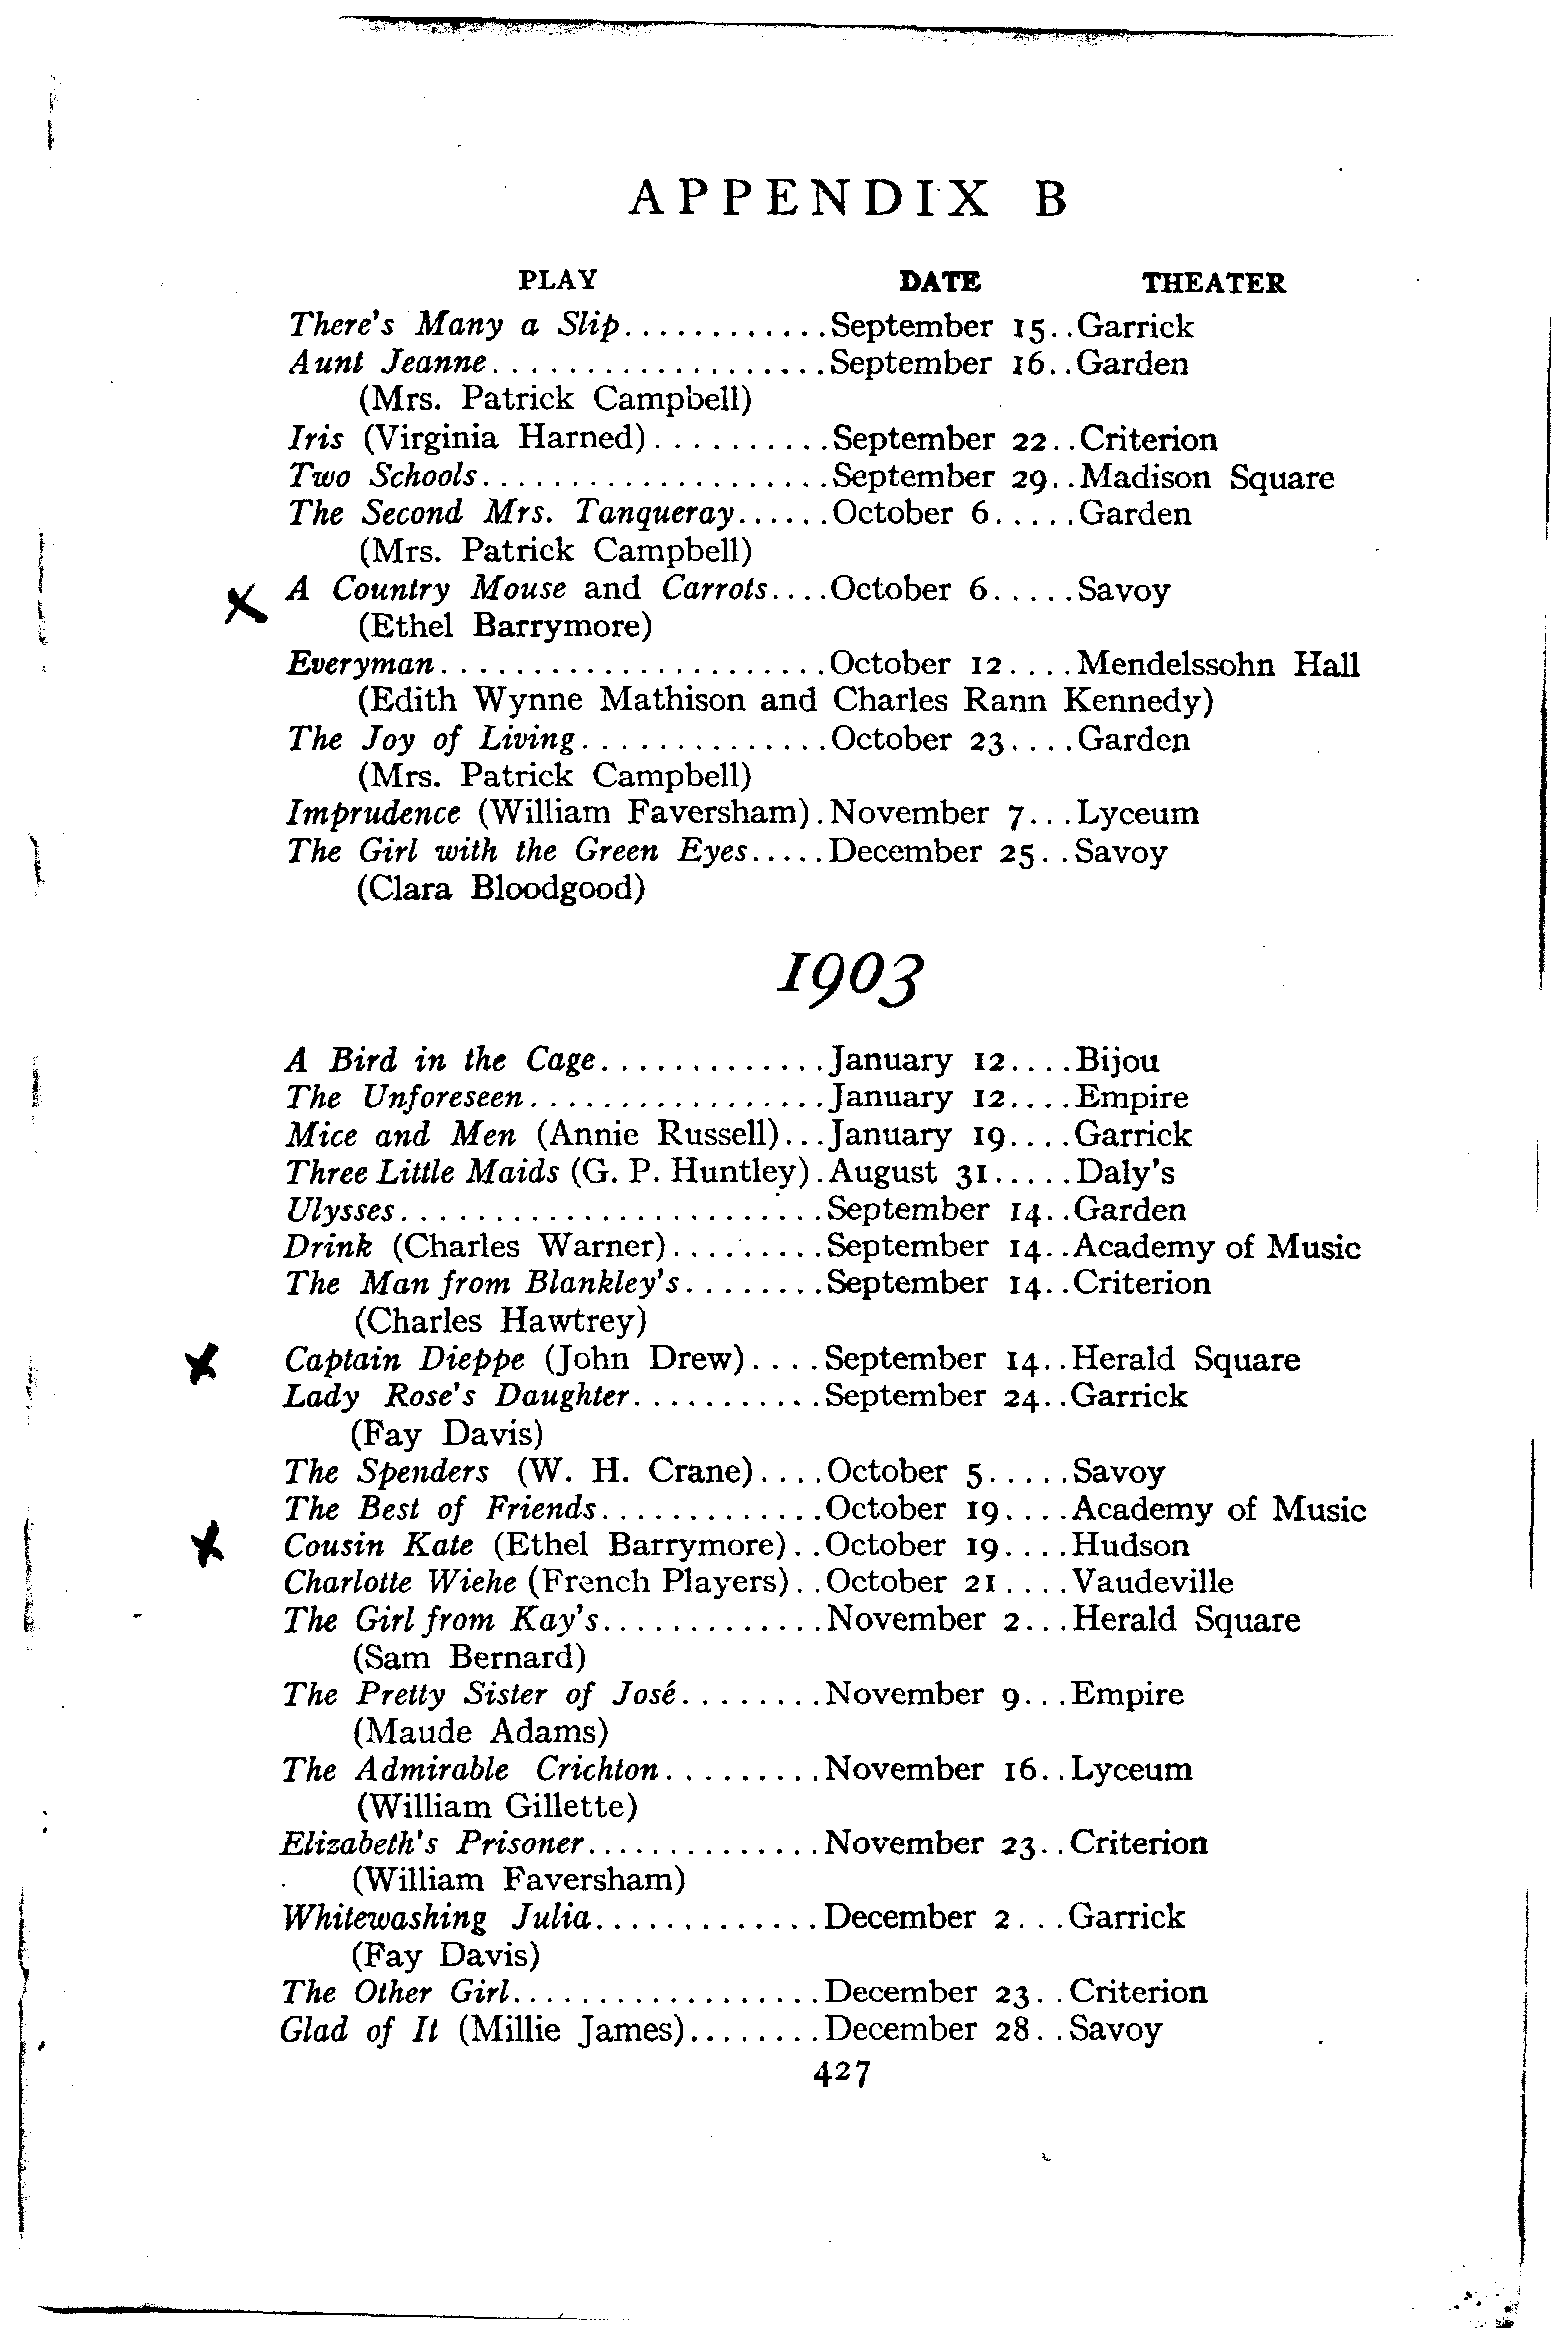 APPENDIX B
PLAY DATE THEATER
There's Many a Slip............September 15..Garrick
Aunt Jeanne...................September 16..Garden
(Mrs. Patrick Campbell)
Iris (Virginia Harned)..........September 22..Criterion
Two Schools....................September 29..Madison Square
The Second Mrs. Tanqueray......October 6.....Garden
(Mrs. Patrick Campbell)
A Country Mouse and Carrots....October 6.....Savoy
(Ethel Barrymore)
Everyman......................October 12....Mendelssohn Hall
(Edith Wynne Mathison and Charles Rann Kennedy)
The Joy of Living..............October 23....Garden
(Mrs. Patrick Campbell)
Imprudence (William Faversham).November 7...Lyceum
The Girl with the Green Eyes.....December 25..Savoy
(Clara Bloodgood)
1903
A Bird in the Cage.............January 12....Bijou
The Unforeseen.................January 12....Empire
Mice and Men (Annie Russell)...January 19....Garrick
Three Little Maids (G. P. Huntley).August 31.....Daly's
Ulysses........................September 14..Garden
Drink (Charles Warner).........September 14..Academy of Music
The Man from Blankley's........September 14..Criterion
(Charles Hawtrey)
Captain Dieppe (John Drew)....September 14..Herald Square
Lady Rose's Daughter...........September 24..Garrick
(Fay Davis)
The Spenders (W. H. Crane)....October 5.....Savoy
The Best of Friends.............October 19....Academy of Music
Cousin Kate (Ethel Barrymore)..October 19....Hudson
Charlotte Wiehe (French Players)..October 21....Vaudeville
The Girl from Kay's.............November 2...Herald Square
(Sam Bernard)
The Pretty Sister of José........November 9...Empire
(Maude Adams)
The Admirable Crichton.........November 16..Lyceum
(William Gillette)
Elizabeth's Prisoner..............November 23..Criterion
(William Faversham)
Whitewashing Julia.............December 2...Garrick
(Fay Davis)
The Other Girl..................December 23..Criterion
Glad of It (Millie James)........December 28..Savoy
427